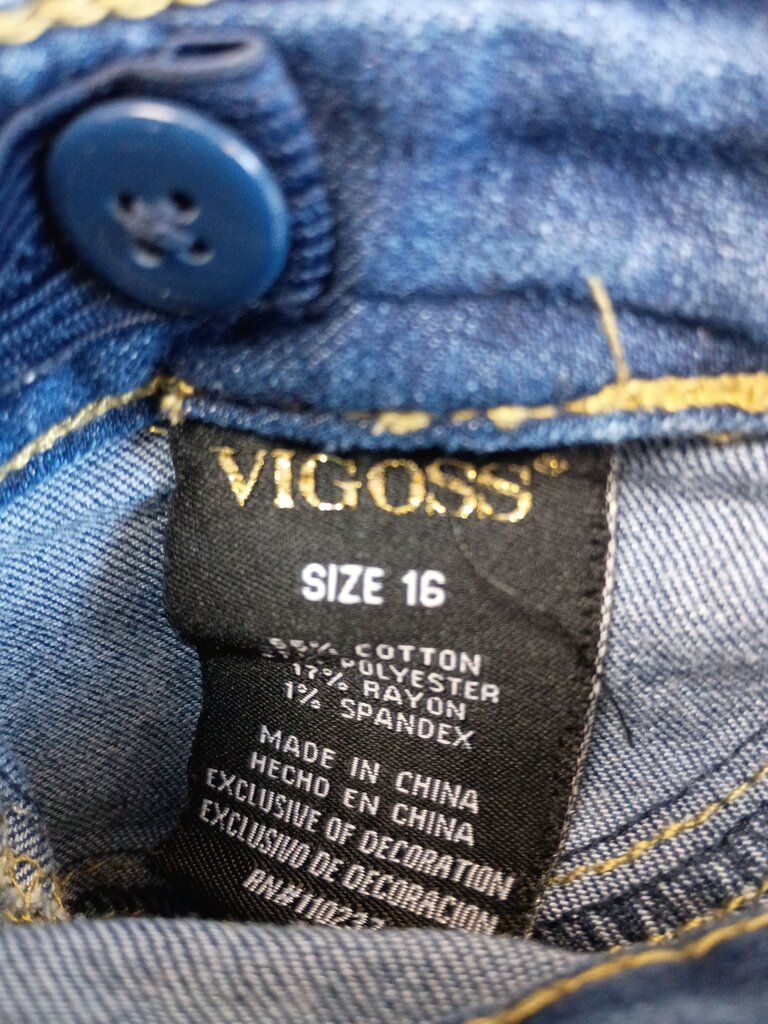 VIGOSS®
SIZE 16
COTTON
POLYESTER
17% RAYON
1% SPANDEX
MADE IN CHINA
HECHO EN CHINA
EXCLUSIVE OF DECORATION
EXCLUSIVO DE DECORACION